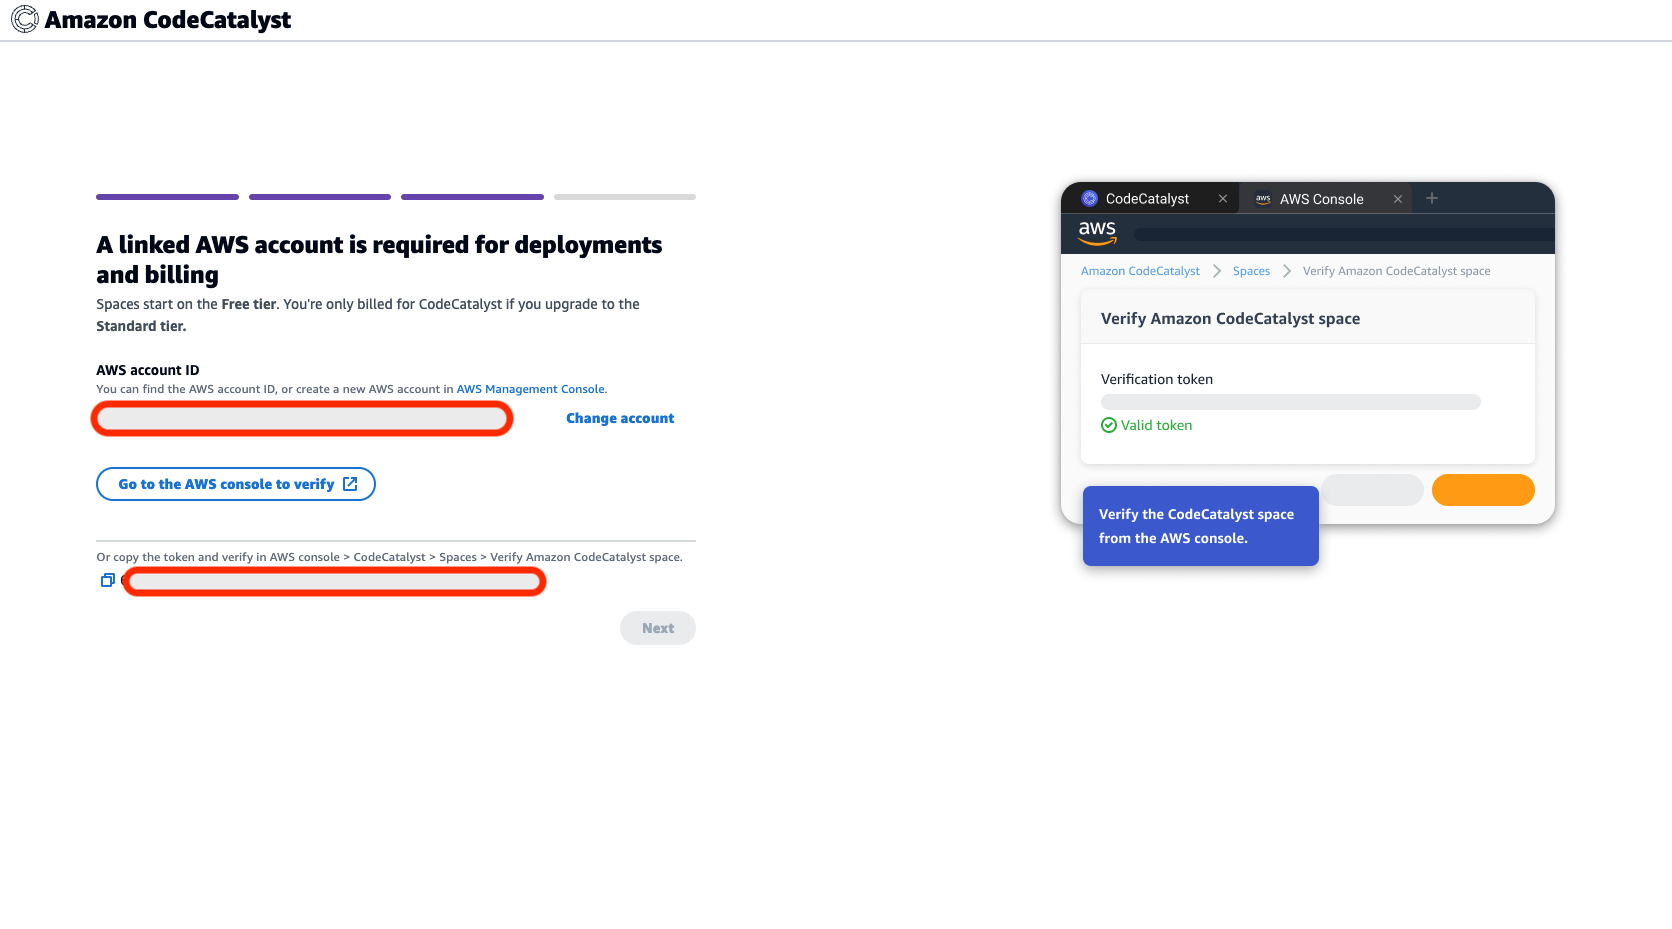 Amazon CodeCatalyst
A linked AWS account is required for deployments
and billing
Spaces start on the Free tier. You're only billed for CodeCatalyst if you upgrade to the
Standard tier.
AWS account ID
You can find the AWS account ID, or create a new AWS account in AWS Management Console.
Change account
Go to the AWS console to verify
Or copy the token and verify in AWS console > CodeCatalyst > Spaces > Verify Amazon CodeCatalyst space.
Next
CodeCatalyst
aws AWS Console
aws
Amazon CodeCatalyst Spaces Verify Amazon CodeCatalyst space
Verify Amazon CodeCatalyst space
Verification token
Valid token
Verify the CodeCatalyst space
from the AWS console.